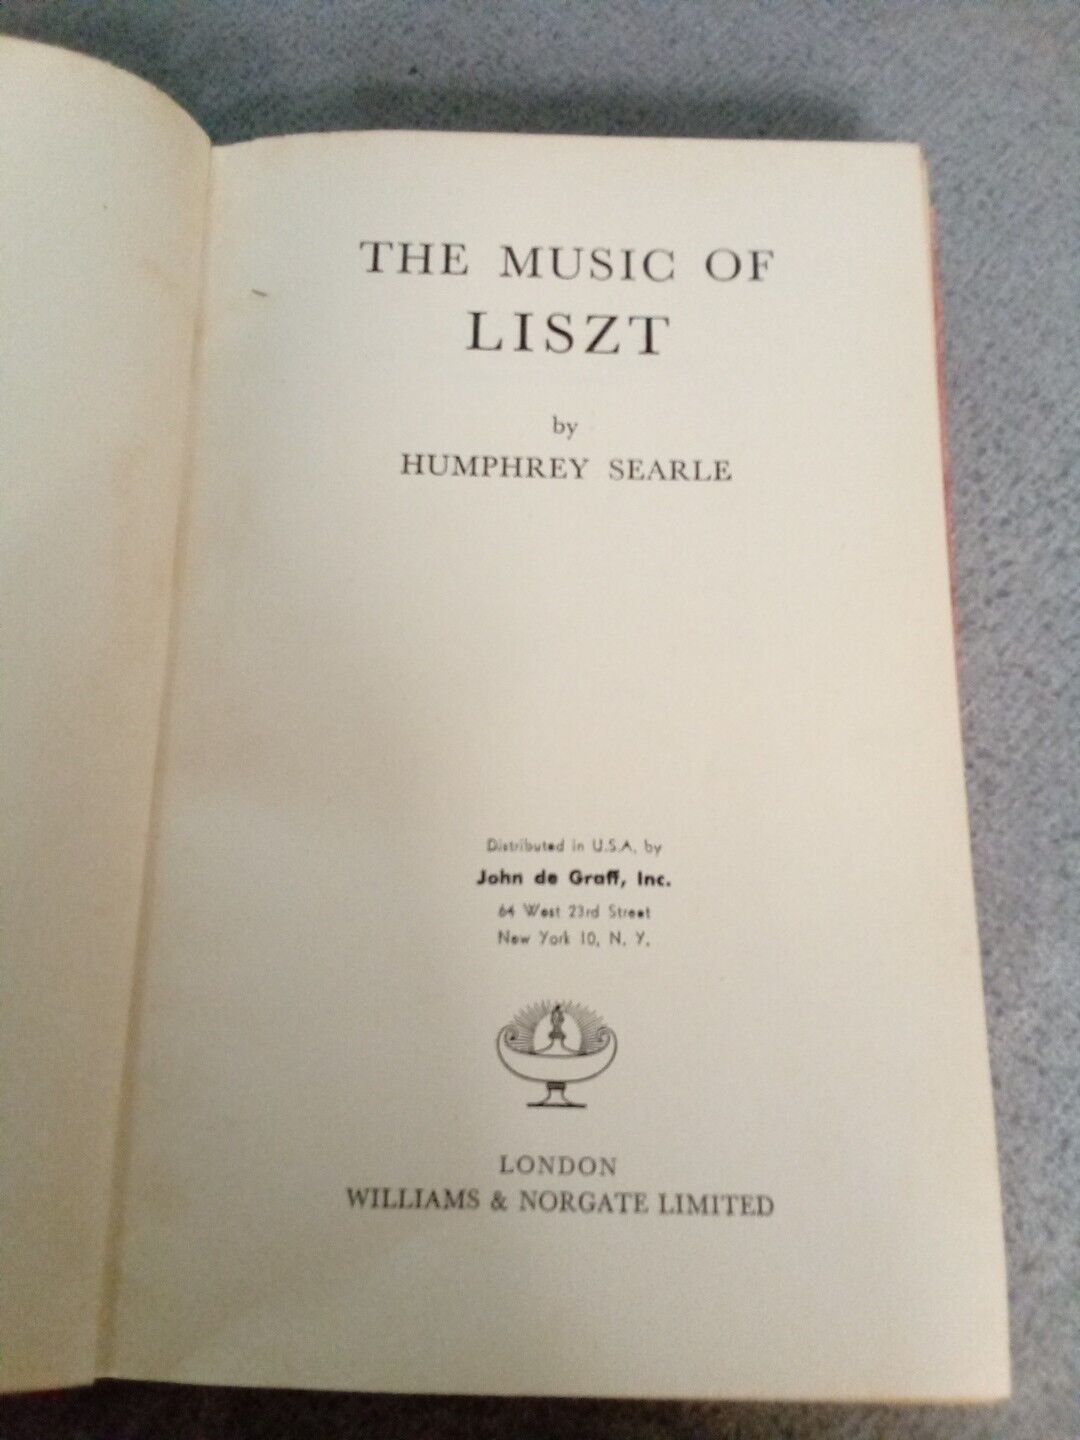 THE MUSIC OF
LISZT
by
HUMPHREY SEARLE
Distributed in U.S.A. by
John de Graff, Inc.
64 West 23rd Street
New York 10, N. Y.
LONDON
WILLIAMS & NORGATE LIMITED